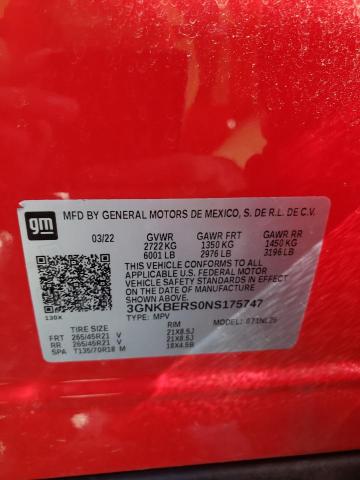 gm
MFD BY GENERAL MOTORS DE MEXICO, S. DE R.L. DE C.V.
03/22 GVWR GAWR FRT GAWR RR
2722 KG 1350 KG 1450 KG
6001 LB 2976 LB 3196 LB
THIS VEHICLE CONFORMS TO ALL
APPLICABLE U.S. FEDERAL MOTOR
VEHICLE SAFETY STANDARDS IN EFFECT
ON THE DATE OF MANUFACTURE
SHOWN ABOVE.
3GNKBERS0NS175747
130X TYPE: MPV MODEL:
TIRE SIZE RIM
FRT 265/45R21 V 21X8.5J
RR 265/45R21 V 21X8.5J
SPA T135/70R18 M 18X4.5B